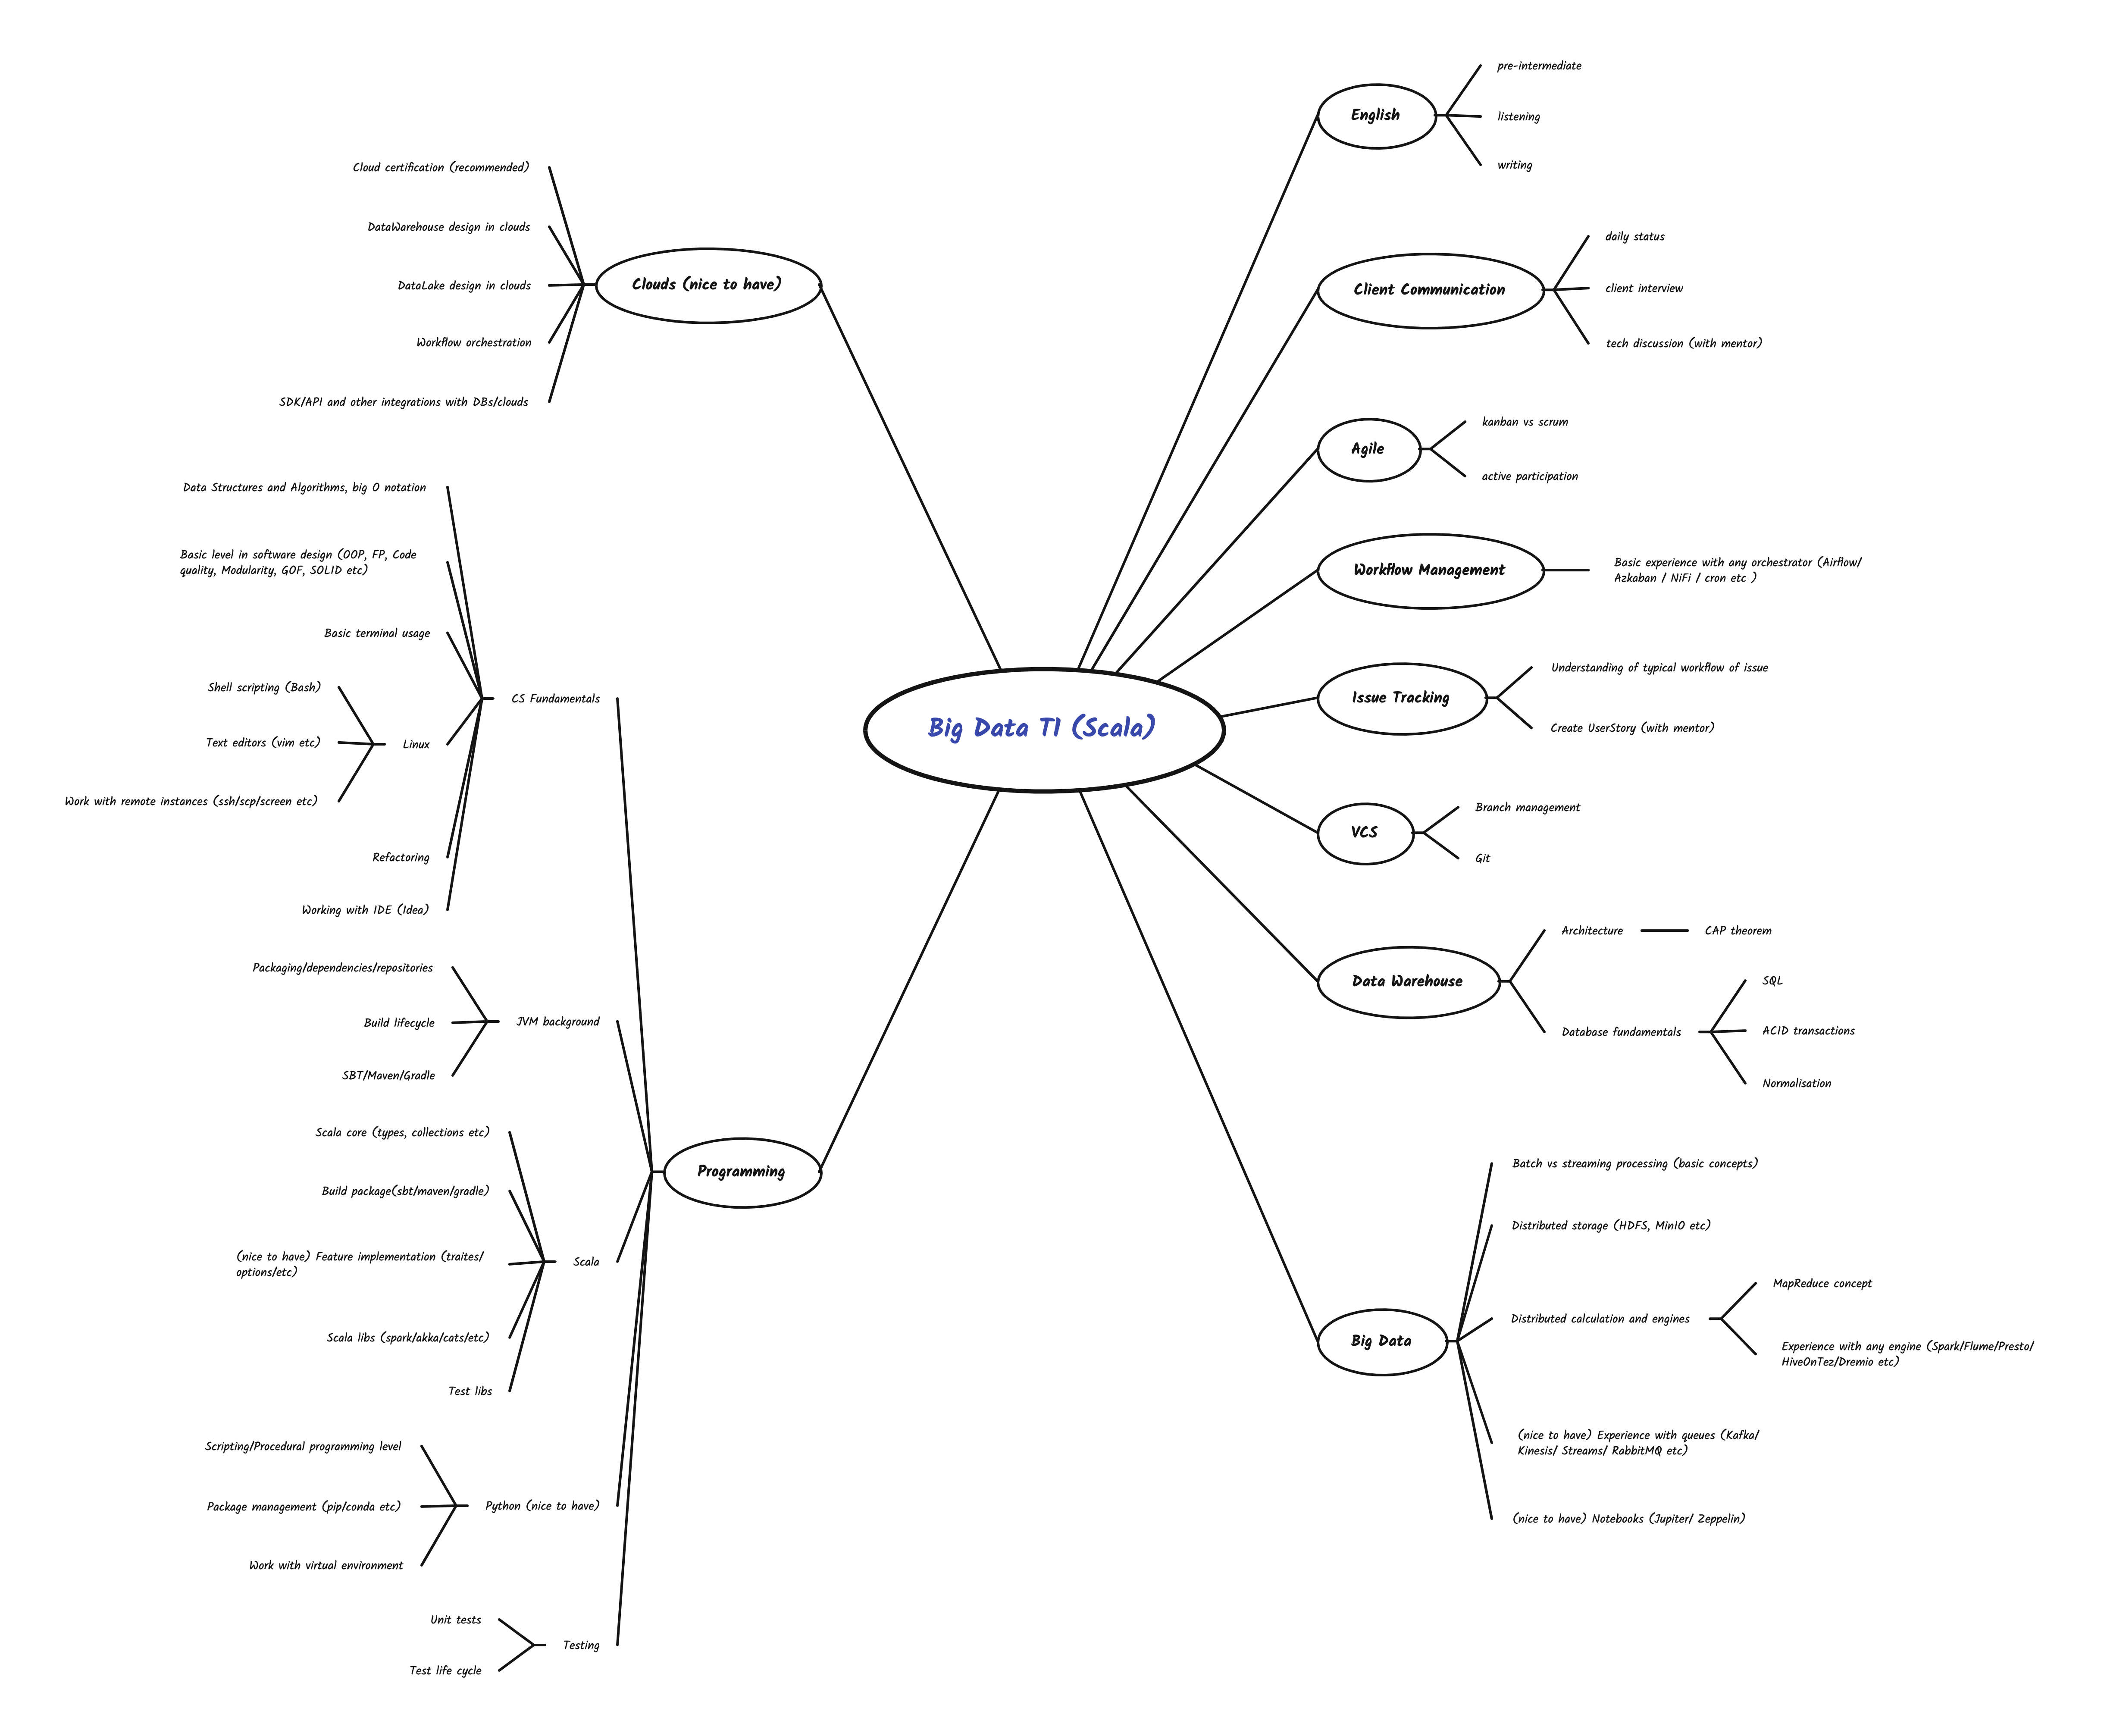 Big Data T1 (Scala)
Clouds (nice to have)
Cloud certification (recommended)
DataWarehouse design in clouds
DataLake design in clouds
Workflow orchestration
SDK/API and other integrations with DBs/clouds
Programming
CS Fundamentals
Data Structures and Algorithms, big O notation
Basic level in software design (OOP, FP, Code
quality, Modularity, GOF, SOLID etc)
Basic terminal usage
Linux
Shell scripting (Bash)
Text editors (vim etc)
Work with remote instances (ssh/scp/screen etc)
Refactoring
Working with IDE (Idea)
JVM background
Packaging/dependencies/repositories
Build lifecycle
SBT/Maven/Gradle
Scala
Scala core (types, collections etc)
Build package(sbt/maven/gradle)
(nice to have) Feature implementation (traites/
options/etc)
Scala libs (spark/akka/cats/etc)
Test libs
Python (nice to have)
Scripting/Procedural programming level
Package management (pip/conda etc)
Work with virtual environment
Testing
Unit tests
Test life cycle
English
pre-intermediate
listening
writing
Client Communication
daily status
client interview
tech discussion (with mentor)
Agile
kanban vs scrum
active participation
Workflow Management
Basic experience with any orchestrator (Airflow/
Azkaban / NiFi / cron etc )
Issue Tracking
Understanding of typical workflow of issue
Create UserStory (with mentor)
VCS
Branch management
Git
Data Warehouse
Architecture
CAP theorem
Database fundamentals
SQL
ACID transactions
Normalisation
Big Data
Batch vs streaming processing (basic concepts)
Distributed storage (HDFS, MinIO etc)
Distributed calculation and engines
MapReduce concept
Experience with any engine (Spark/Flume/Presto/
HiveOnTez/Dremio etc)
(nice to have) Experience with queues (Kafka/
Kinesis/ Streams/ RabbitMQ etc)
(nice to have) Notebooks (Jupiter/ Zeppelin)